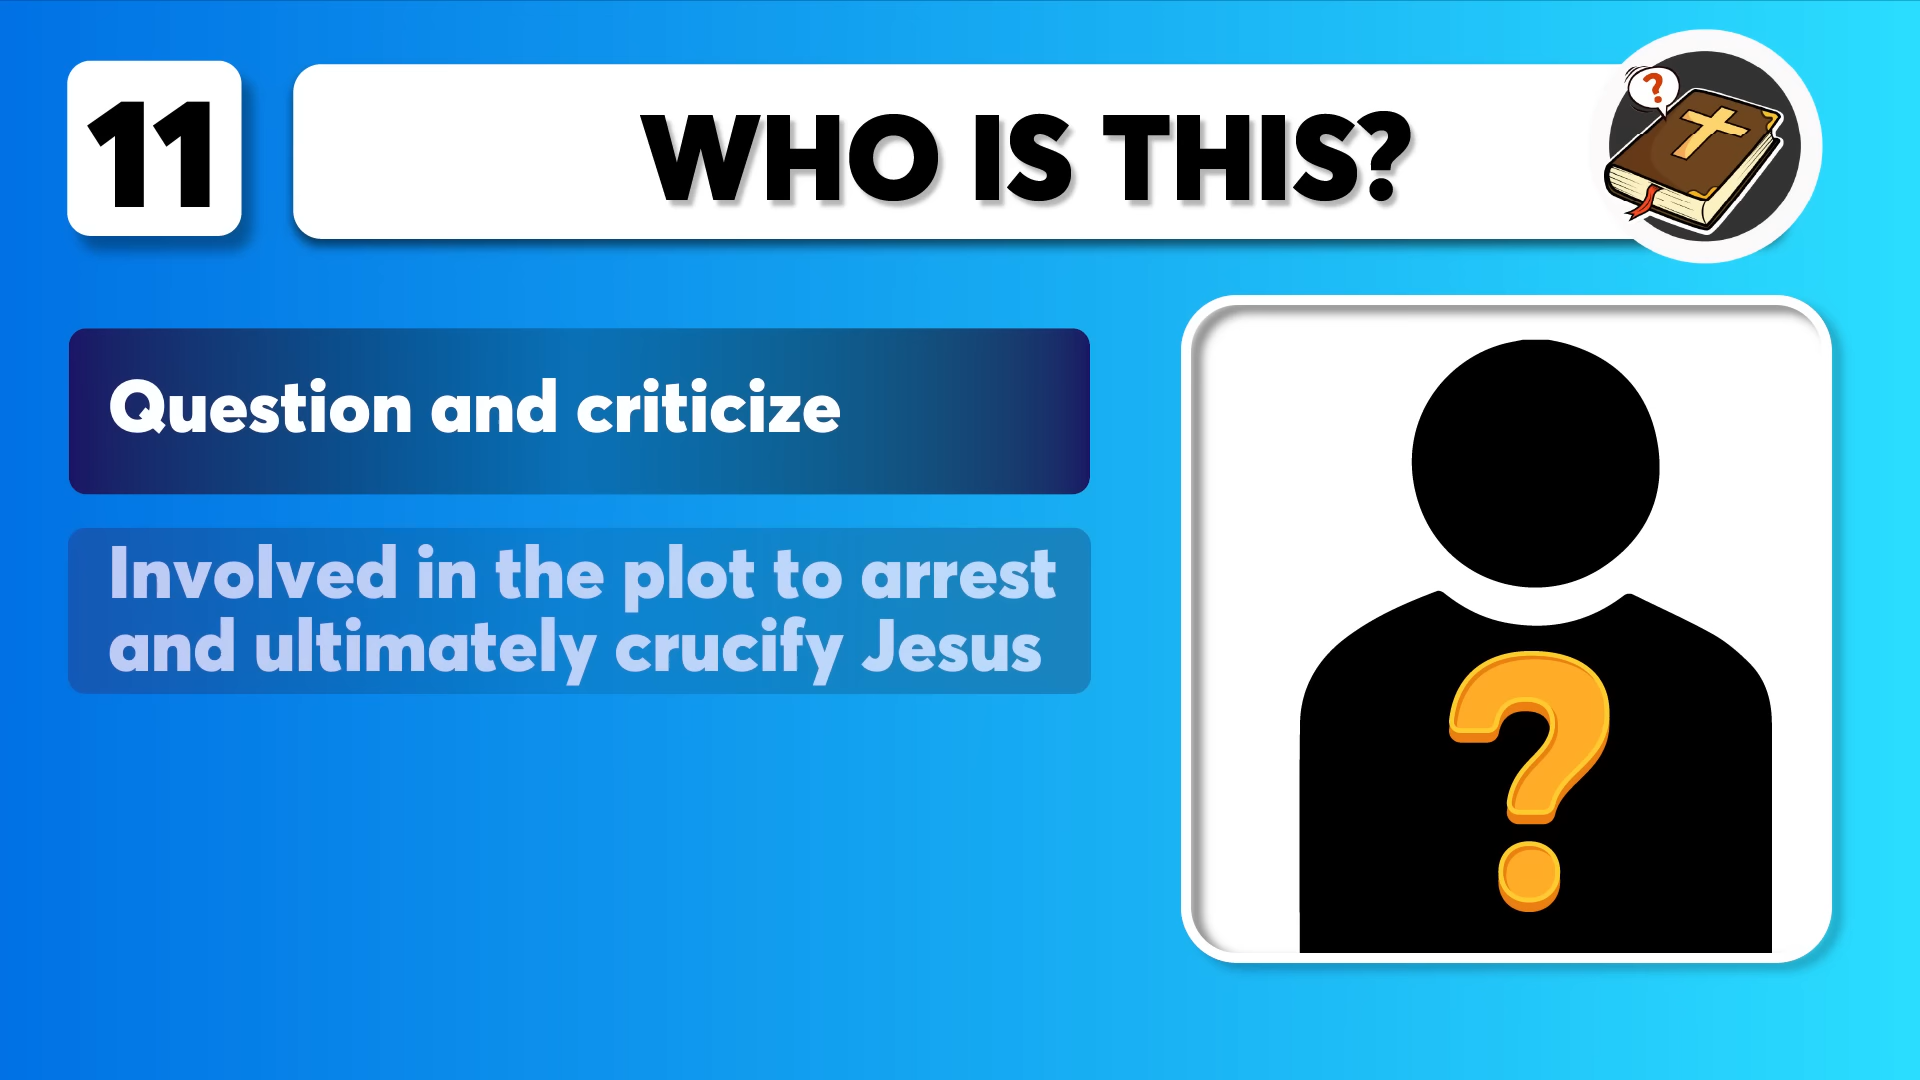 11
WHO IS THIS?
?
Question and criticize
Involved in the plot to arrest
and ultimately crucify Jesus
?